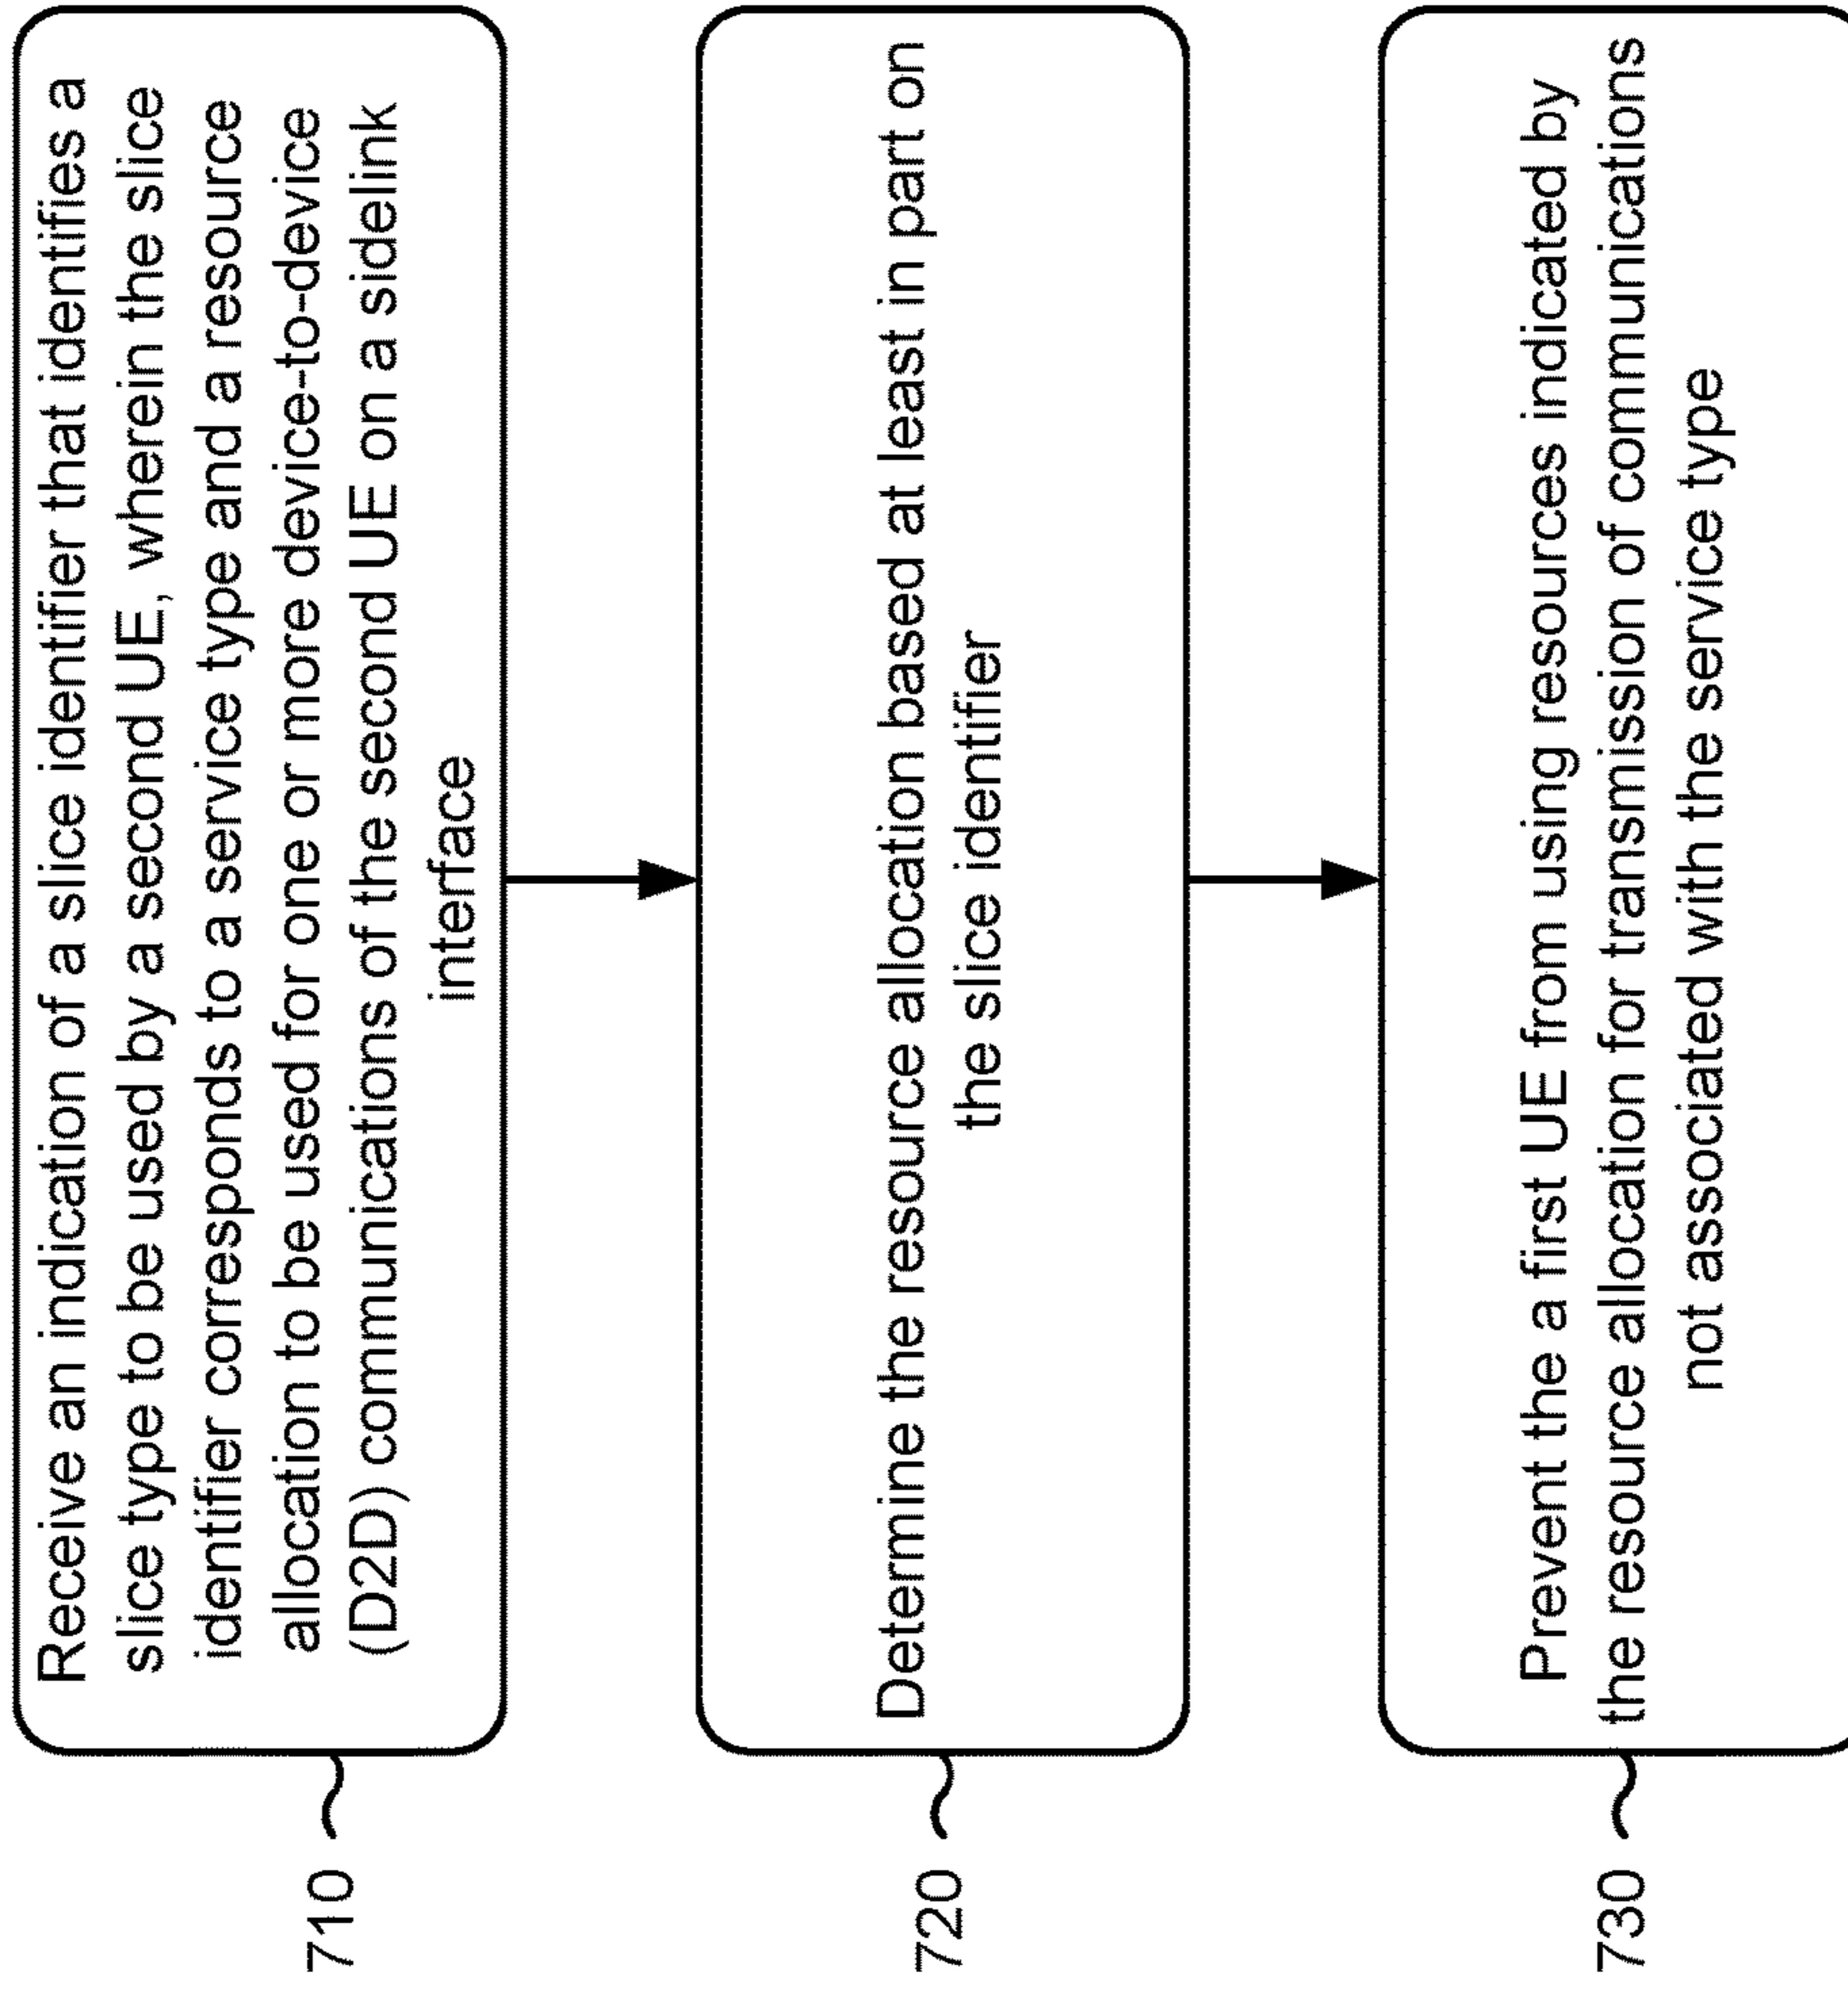 710
Receive an indication of a slice identifier that identifies a
slice type to be used by a second UE, wherein the slice
identifier corresponds to a service type and a resource
allocation to be used for one or more device-to-device
(D2D) communications of the second UE on a sidelink
interface
720
Determine the resource allocation based at least in part on
the slice identifier
730
Prevent the a first UE from using resources indicated by
the resource allocation for transmission of communications
not associated with the service type